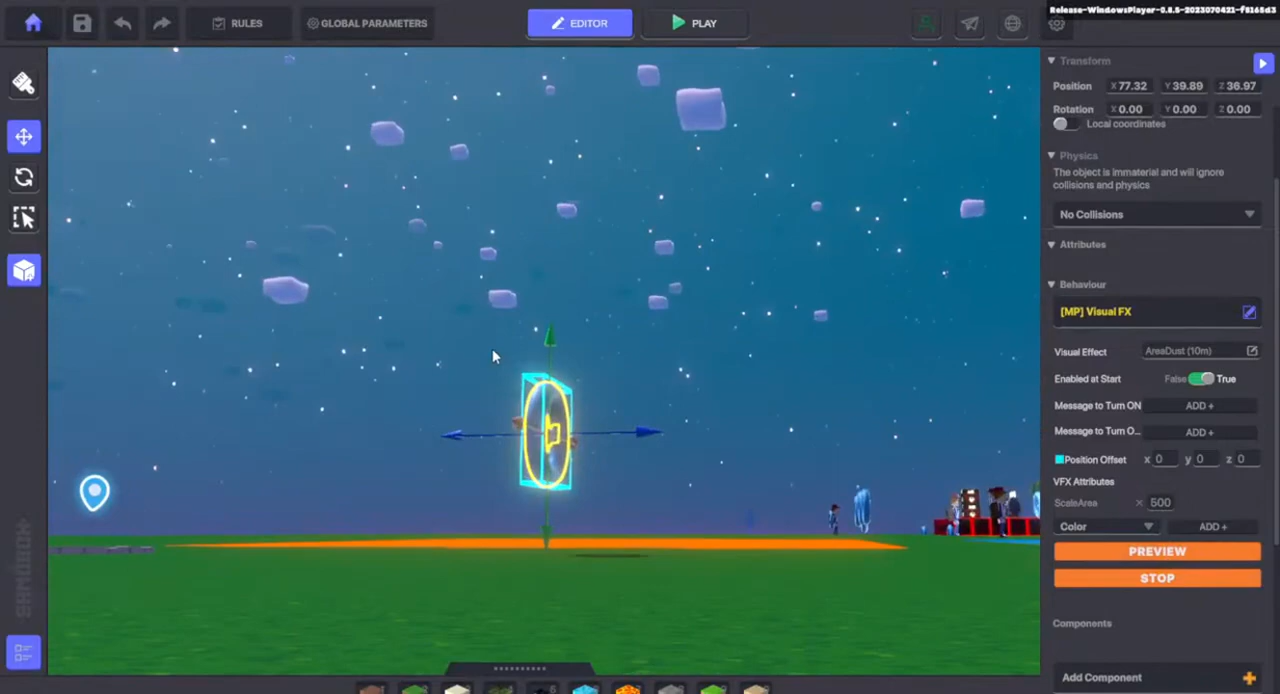 Release-WindowsPlayer-0.8.5-2023070421-f8165d3
RULES
GLOBAL PARAMETERS
EDITOR
PLAY
Transform
Position X 77.32 Y 39.89 Z 36.97
Rotation X 0.00 Y 0.00 Z 0.00
Local coordinates
Physics
The object is immaterial and will ignore
collisions and physics
No Collisions
Attributes
Behaviour
[MP] Visual FX
Visual Effect AreaDust (10m)
Enabled at Start False True
Message to Turn ON ADD +
Message to Turn O... ADD +
Position Offset x 0 y 0 z 0
VFX Attributes
ScaleArea × 500
Color ADD +
PREVIEW
STOP
Components
Add Component +
SANDBOX